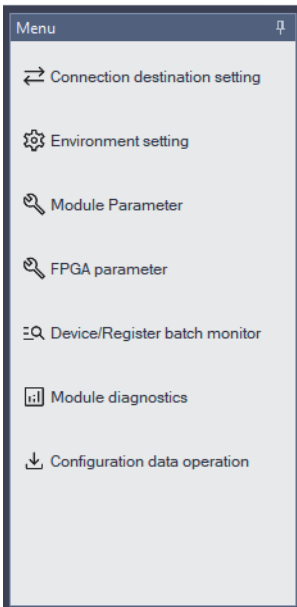 Menu
Connection destination setting
Environment setting
Module Parameter
FPGA parameter
Device/Register batch monitor
Module diagnostics
Configuration data operation